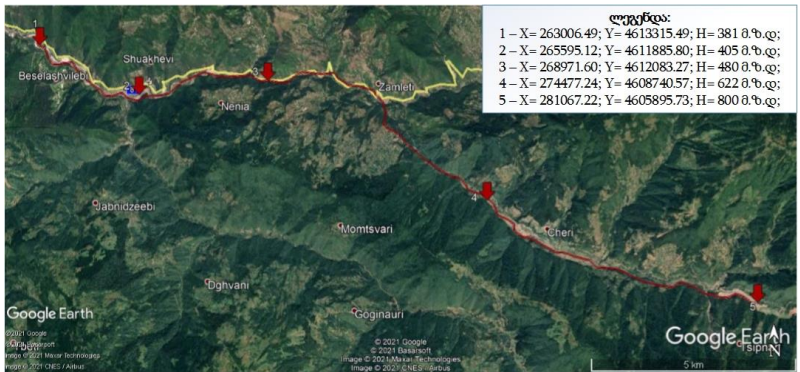 ლეგენდა:
1 – X= 263006.49; Y= 4613315.49; H= 381 მ.ზ.დ;
2 – X= 265595.12; Y= 4611885.80; H= 405 მ.ზ.დ;
3 – X= 268971.60; Y= 4612083.27; H= 480 მ.ზ.დ;
4 – X= 274477.24; Y= 4608740.57; H= 622 მ.ზ.დ;
5 – X= 281067.22; Y= 4605895.73; H= 800 მ.ზ.დ;
1
Shuakhevi
Beselashvilebi
2
3
Zamleti
Nenia
4
Jabnidzeebi
Momtsvari
Cheri
Dghvani
Goginauri
5
Google Earth
© 2021 Google
Image © 2021 Maxar Technologies
Image © 2021 CNES / Airbus
© 2021 Google
© 2021 Basarsoft
Image © 2021 Maxar Technologies
Image © 2021 CNES / Airbus
Google Earth
N
5 km